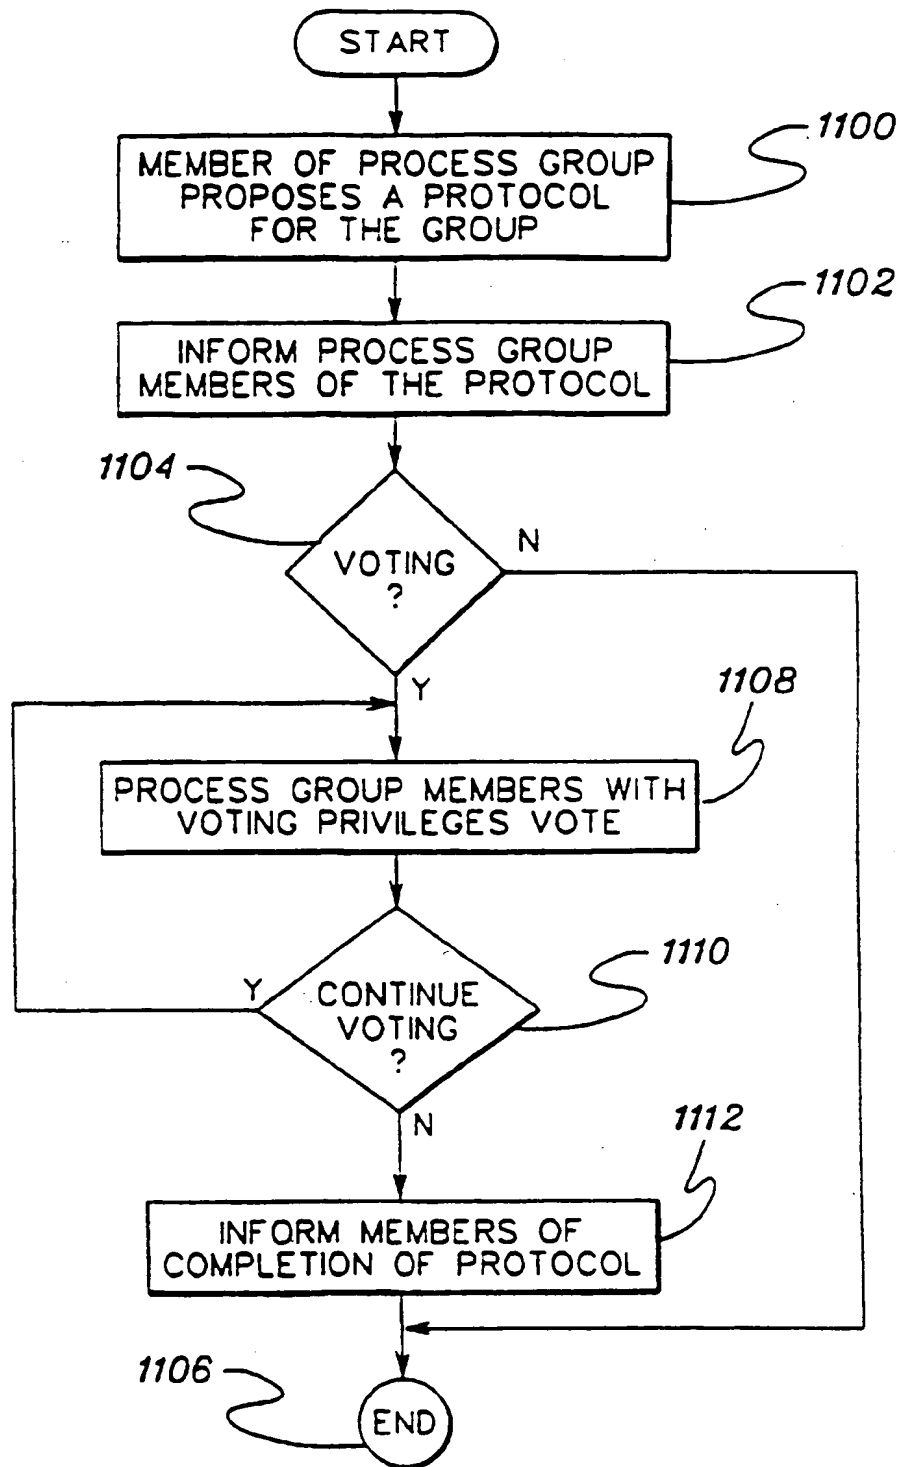 START
1100
MEMBER OF PROCESS GROUP
PROPOSES A PROTOCOL
FOR THE GROUP
1102
INFORM PROCESS GROUP
MEMBERS OF THE PROTOCOL
1104
N
VOTING
?
Y
1108
PROCESS GROUP MEMBERS WITH
VOTING PRIVILEGES VOTE
1110
Y
CONTINUE
VOTING
?
N
1112
INFORM MEMBERS OF
COMPLETION OF PROTOCOL
1106
END